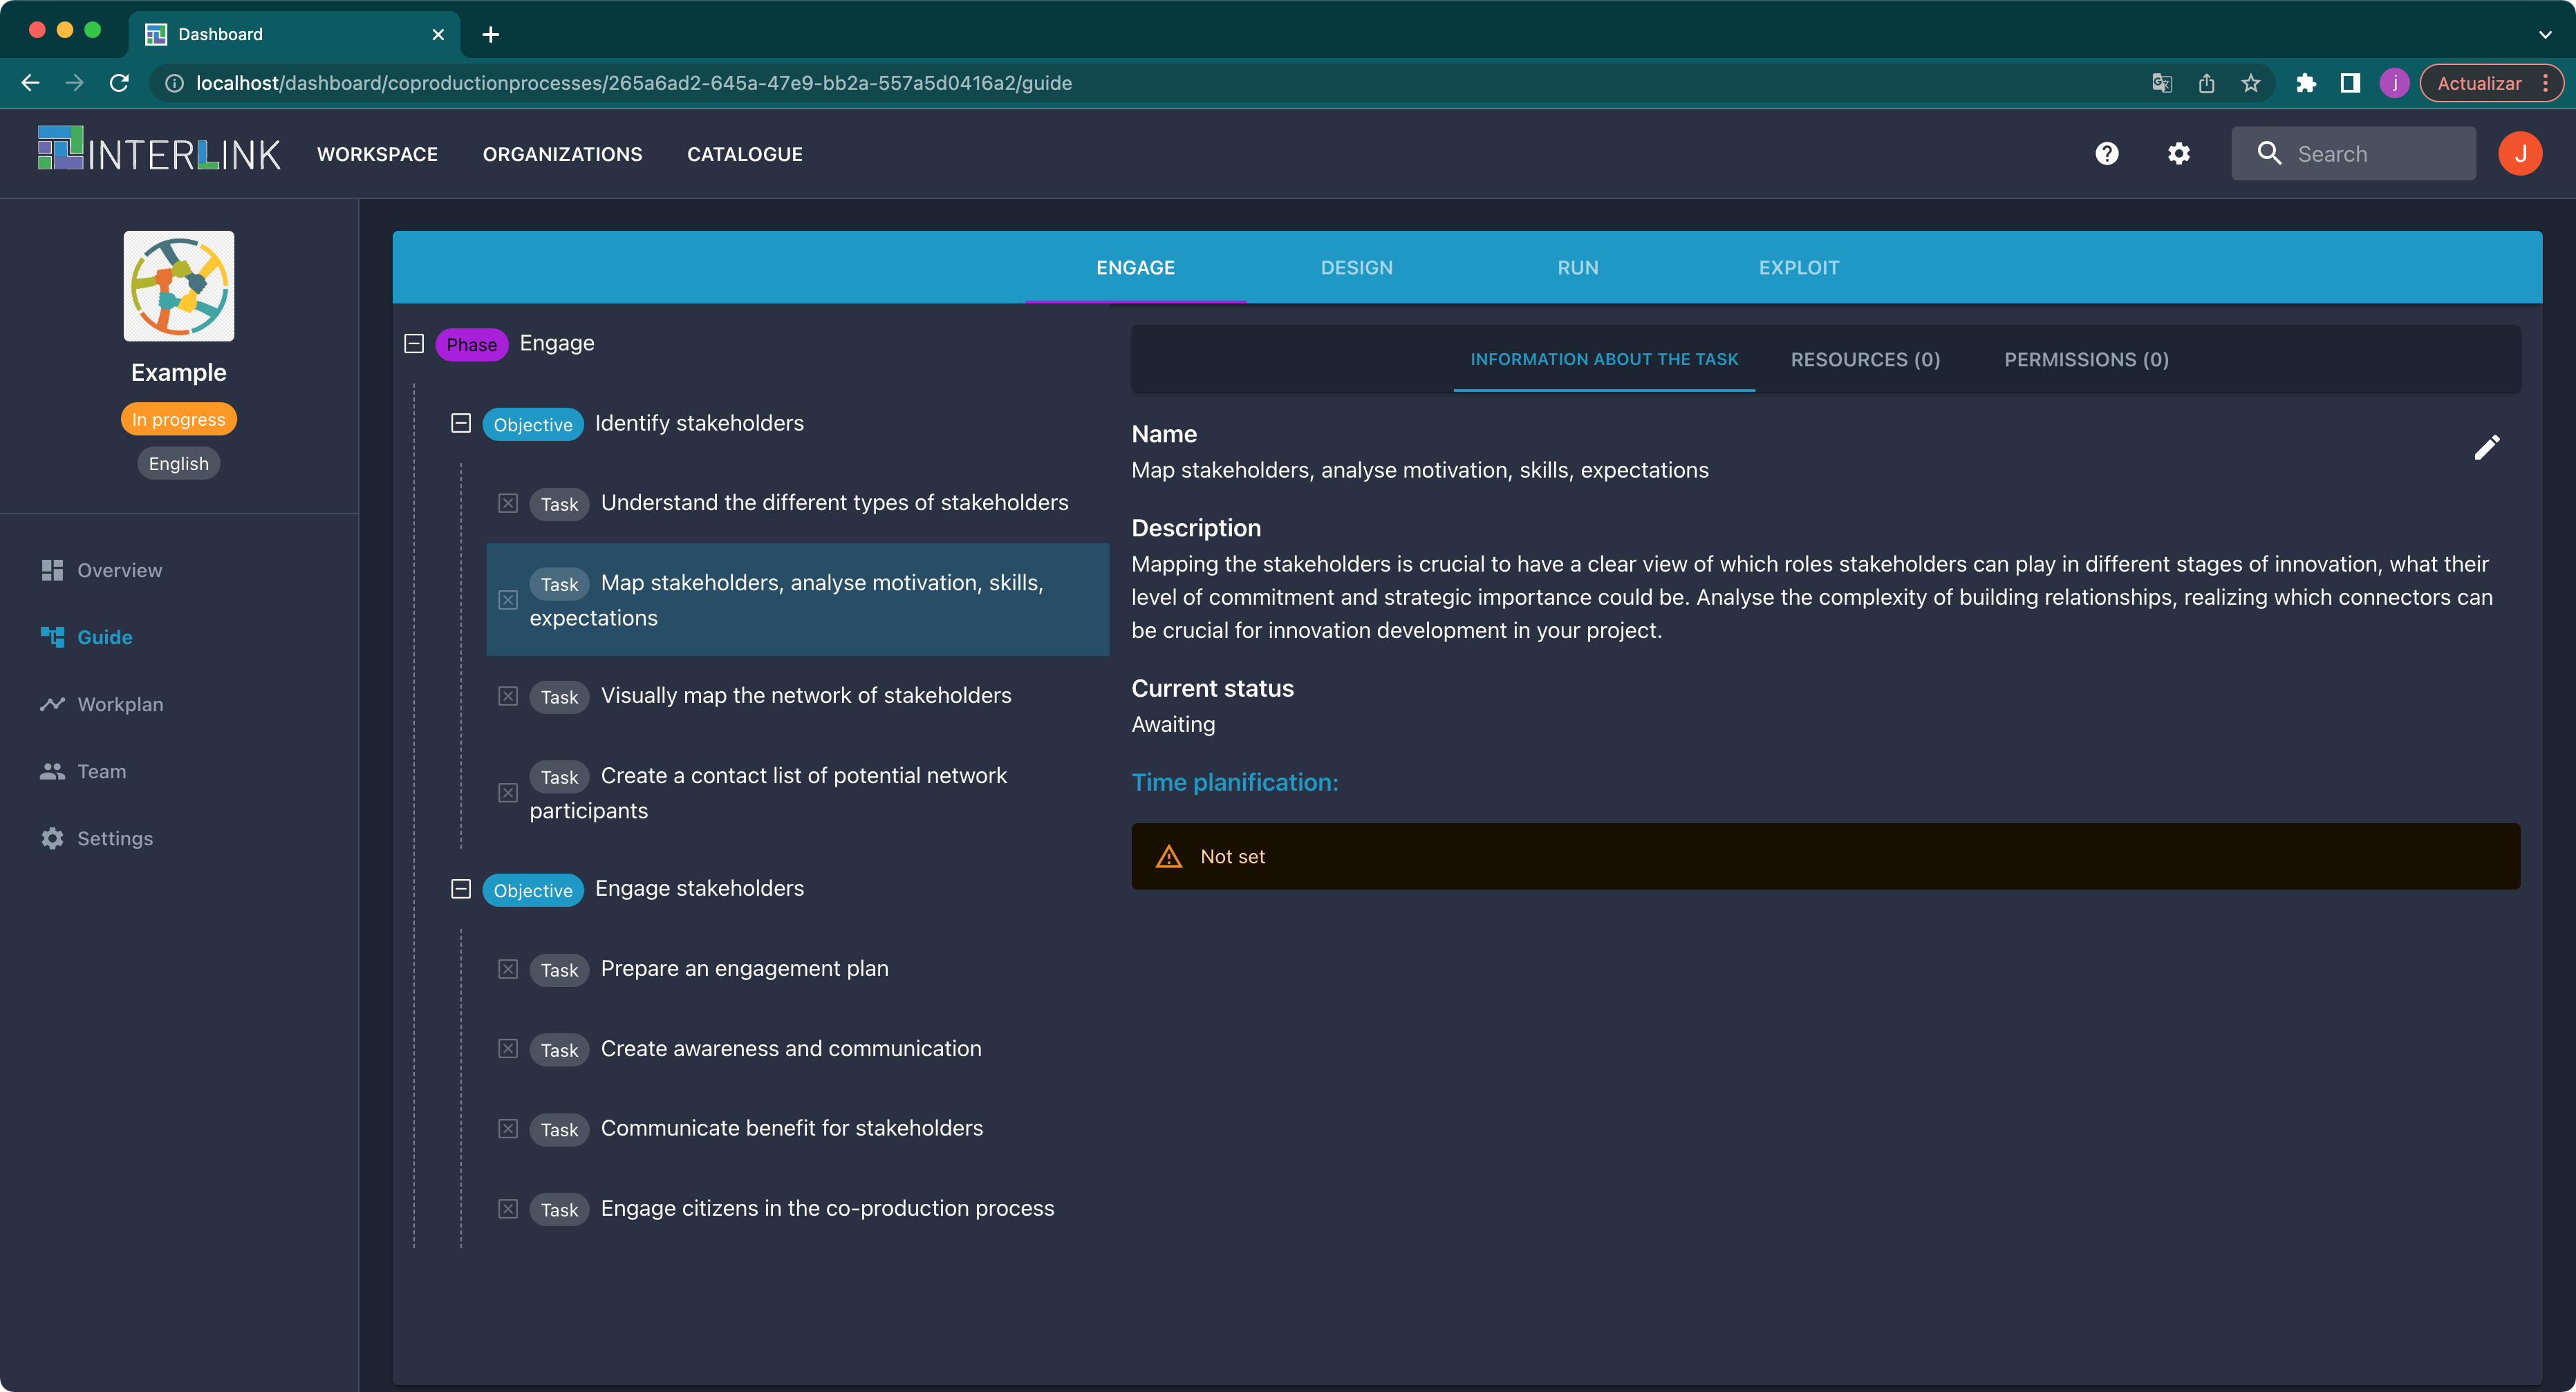 Dashboard
localhost/dashboard/coproductionprocesses/265a6ad2-645a-47e9-bb2a-557a5d0416a2/guide
j
Actualizar
INTERLINK
WORKSPACE
ORGANIZATIONS
CATALOGUE
Search
J
Example
In progress
English
Overview
Guide
Workplan
Team
Settings
ENGAGE
DESIGN
RUN
EXPLOIT
Phase Engage
Objective Identify stakeholders
Task Understand the different types of stakeholders
Task Map stakeholders, analyse motivation, skills,
expectations
Task Visually map the network of stakeholders
Task Create a contact list of potential network
participants
Objective Engage stakeholders
Task Prepare an engagement plan
Task Create awareness and communication
Task Communicate benefit for stakeholders
Task Engage citizens in the co-production process
INFORMATION ABOUT THE TASK
RESOURCES (0)
PERMISSIONS (0)
Name
Map stakeholders, analyse motivation, skills, expectations
Description
Mapping the stakeholders is crucial to have a clear view of which roles stakeholders can play in different stages of innovation, what their
level of commitment and strategic importance could be. Analyse the complexity of building relationships, realizing which connectors can
be crucial for innovation development in your project.
Current status
Awaiting
Time planification:
Not set